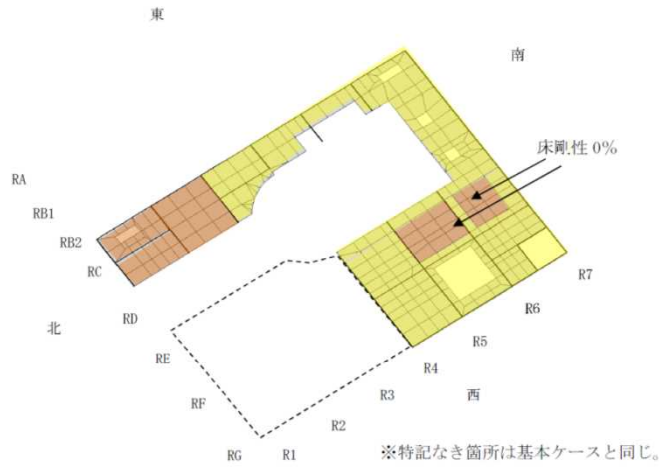 東
南
床剛性 0%
RA
RB1
RB2
RC
RD
RE
RF
RG
R1
R2
R3
R4
R5
R6
R7
北
西
※特記なき箇所は基本ケースと同じ。